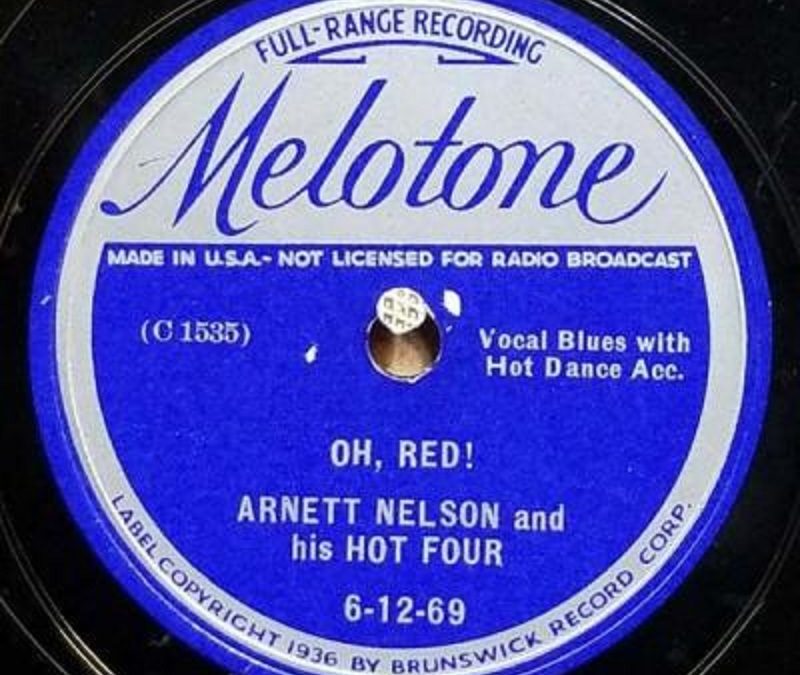 FULL-RANGE RECORDING
Melotone
MADE IN U.S.A.- NOT LICENSED FOR RADIO BROADCAST
(C 1535)
Vocal Blues with
Hot Dance Acc.
OH, RED!
ARNETT NELSON and
his HOT FOUR
6-12-69
LABEL COPYRIGHT 1936 BY BRUNSWICK RECORD CORP.